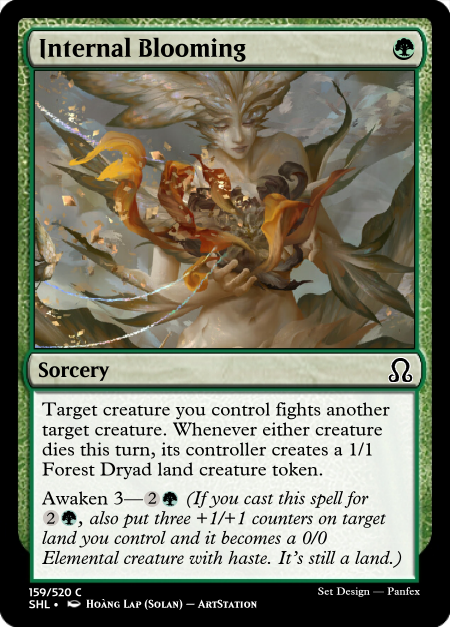 Internal Blooming
Sorcery
Target creature you control fights another
target creature. Whenever either creature
dies this turn, its controller creates a 1/1
Forest Dryad land creature token.
Awaken 3—2G (If you cast this spell for
2G, also put three +1/+1 counters on target
land you control and it becomes a 0/0
Elemental creature with haste. It's still a land.)
159/520 C
Set Design — Panfex
SHL • Hoàng Lap (Solan) — ArtStation